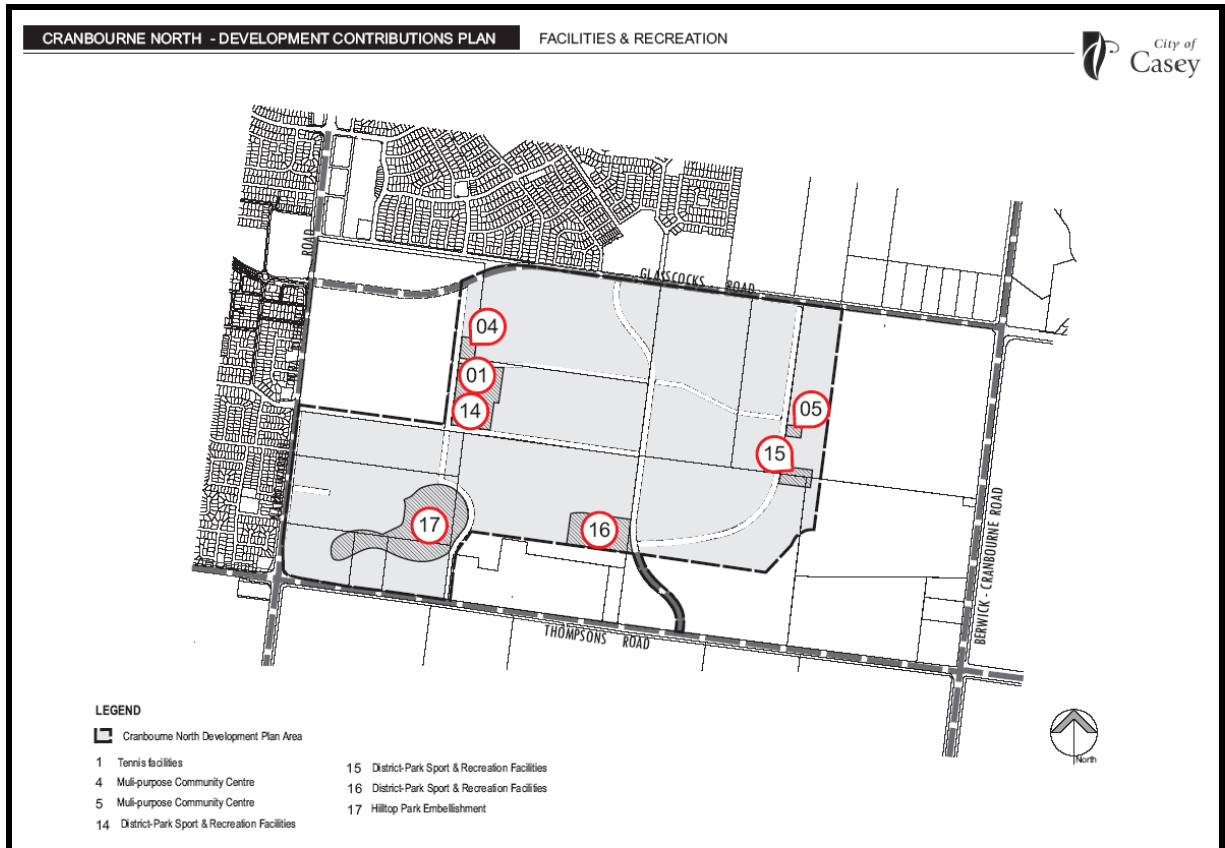 CRANBOURNE NORTH - DEVELOPMENT CONTRIBUTIONS PLAN
FACILITIES & RECREATION
City of
Casey
ROAD
GLASSCOCKS ROAD
04
01
14
05
15
17
16
BERWICK - CRANBOURNE ROAD
THOMPSONS ROAD
LEGEND
Cranbourne North Development Plan Area
1 Tennis facilities
4 Muli-purpose Community Centre
5 Muli-purpose Community Centre
14 District-Park Sport & Recreation Facilities
15 District-Park Sport & Recreation Facilities
16 District-Park Sport & Recreation Facilities
17 Hilltop Park Embellishment
North